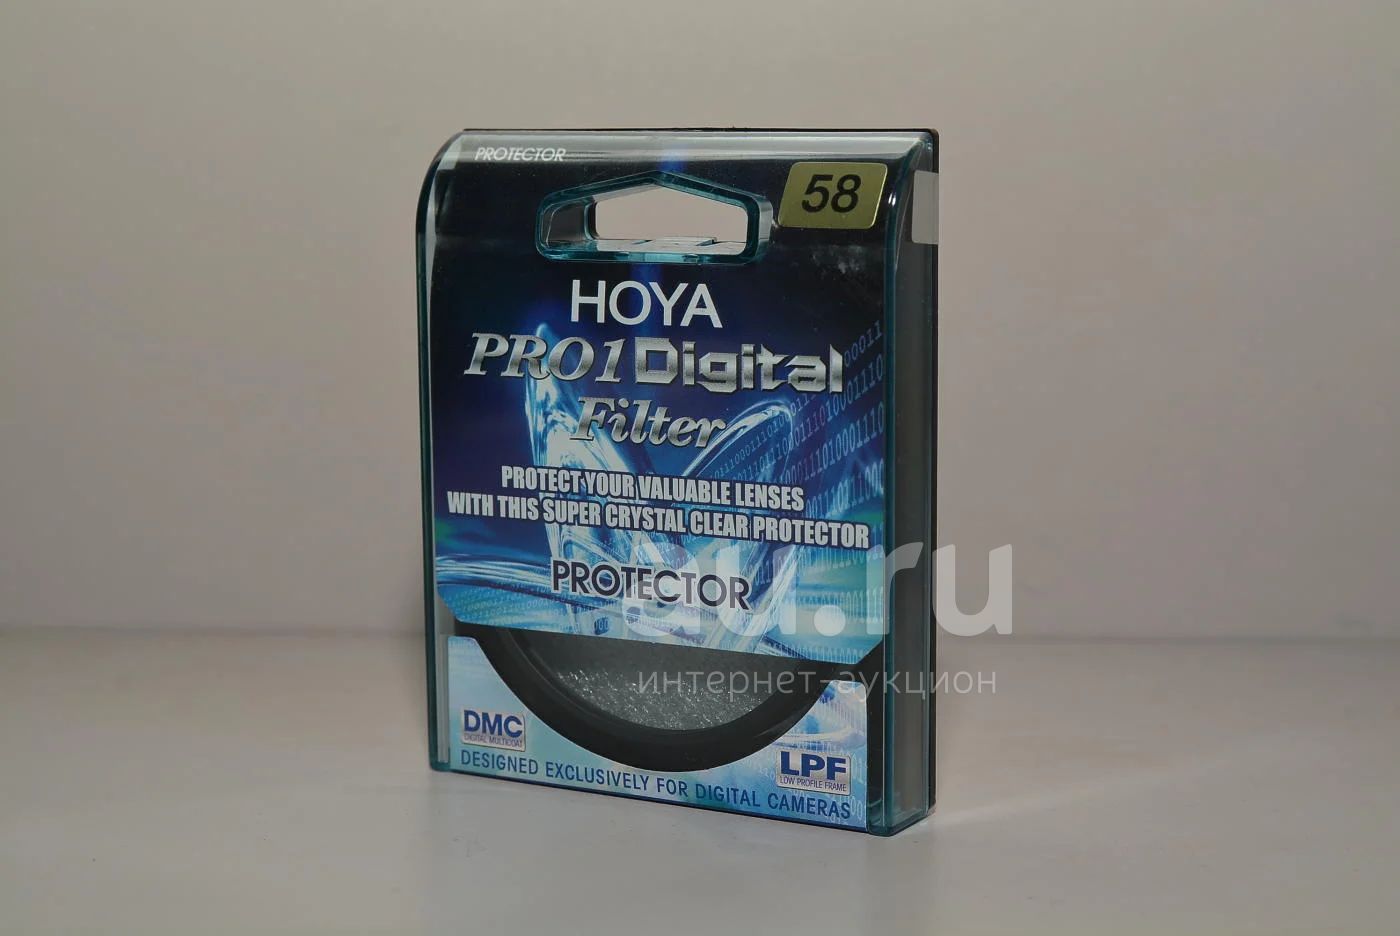 PROTECTOR
58
HOYA
PRO1 Digital
Filter
PROTECT YOUR VALUABLE LENSES
WITH THIS SUPER CRYSTAL CLEAR PROTECTOR
PROTECTOR
au.ru
интернет-аукцион
DMC
DIGITAL MULTICOAT
LPF
LOW PROFILE FRAME
DESIGNED EXCLUSIVELY FOR DIGITAL CAMERAS